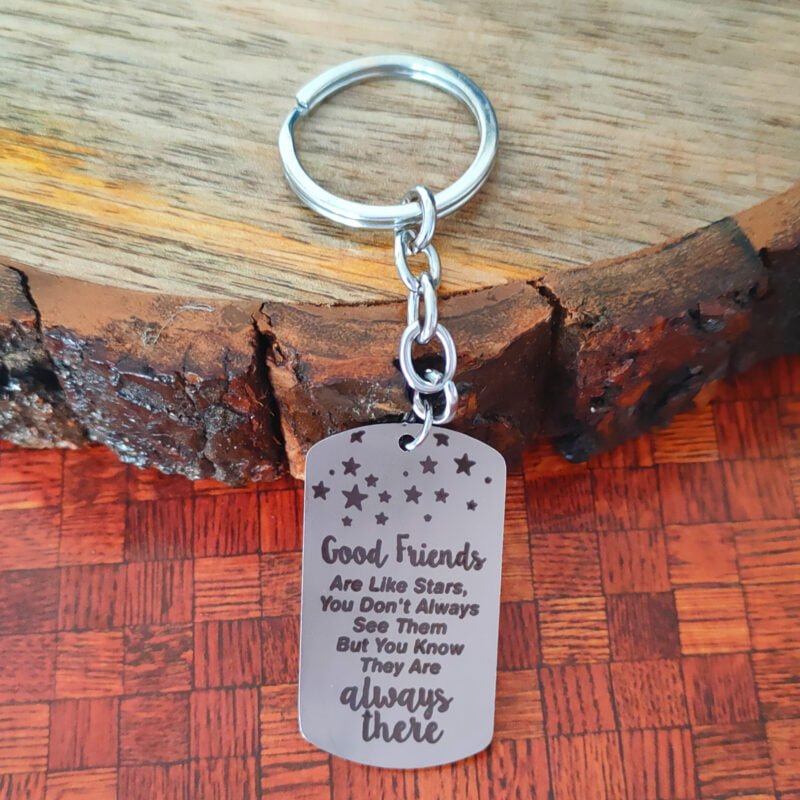 Good Friends
Are Like Stars,
You Don't Always
See Them
But You Know
They Are
always
there